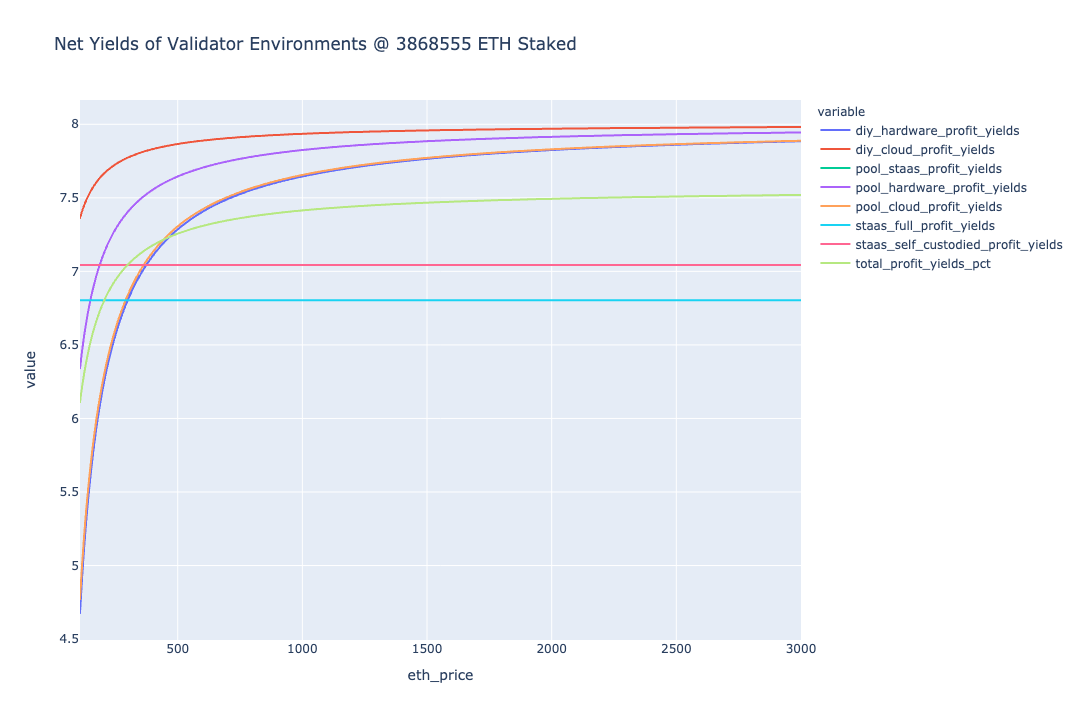 Net Yields of Validator Environments @ 3868555 ETH Staked
variable
diy_hardware_profit_yields
diy_cloud_profit_yields
pool_staas_profit_yields
pool_hardware_profit_yields
pool_cloud_profit_yields
staas_full_profit_yields
staas_self_custodied_profit_yields
total_profit_yields_pct
8
7.5
7
6.5
6
5.5
5
4.5
value
500
1000
1500
2000
2500
3000
eth_price